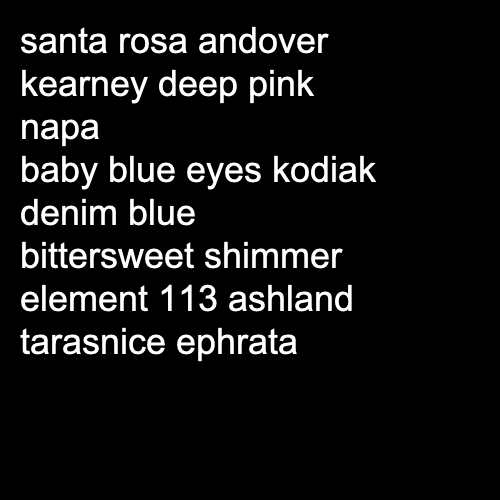 santa rosa andover
kearney deep pink
napa
baby blue eyes kodiak
denim blue
bittersweet shimmer
element 113 ashland
tarasnice ephrata